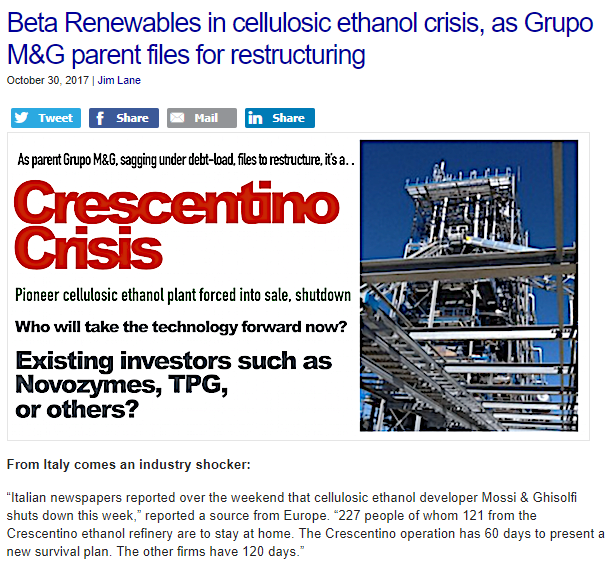 Beta Renewables in cellulosic ethanol crisis, as Grupo
M&G parent files for restructuring
October 30, 2017 | Jim Lane
Tweet
Share
Mail
Share
As parent Grupo M&G, sagging under debt-load, files to restructure, it's a. .
Crescentino
Crisis
Pioneer cellulosic ethanol plant forced into sale, shutdown
Who will take the technology forward now?
Existing investors such as
Novozymes, TPG,
or others?
From Italy comes an industry shocker:
“Italian newspapers reported over the weekend that cellulosic ethanol developer Mossi & Ghisolfi
shuts down this week,” reported a source from Europe. “227 people of whom 121 from the
Crescentino ethanol refinery are to stay at home. The Crescentino operation has 60 days to present a
new survival plan. The other firms have 120 days.”